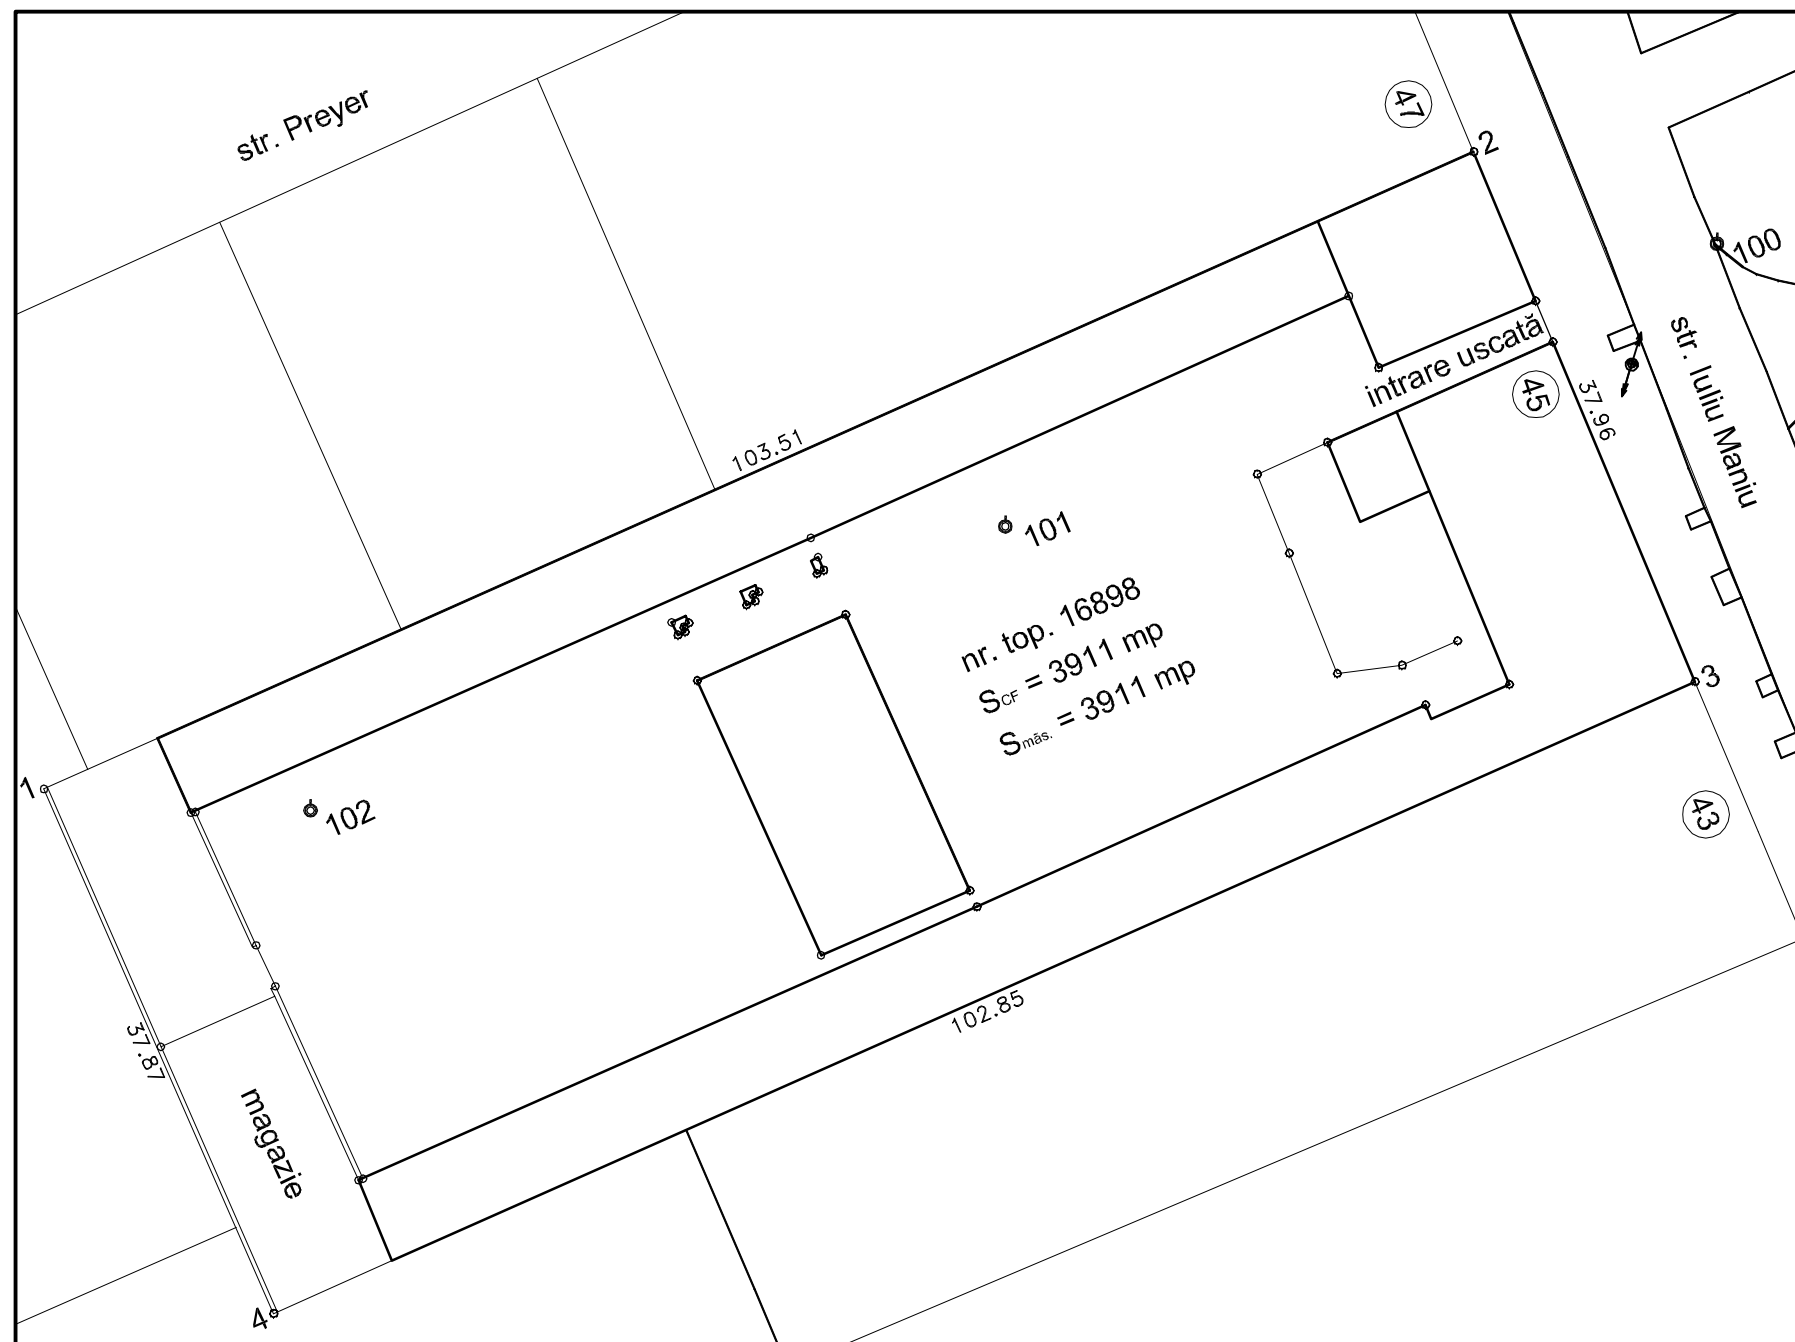 str. Preyer
47
2
100
str. Iuliu Maniu
intrare uscată
45
37.96
103.51
101
nr. top. 16898
SCF = 3911 mp
Smăs. = 3911 mp
3
1
102
43
102.85
37.87
magazie
4